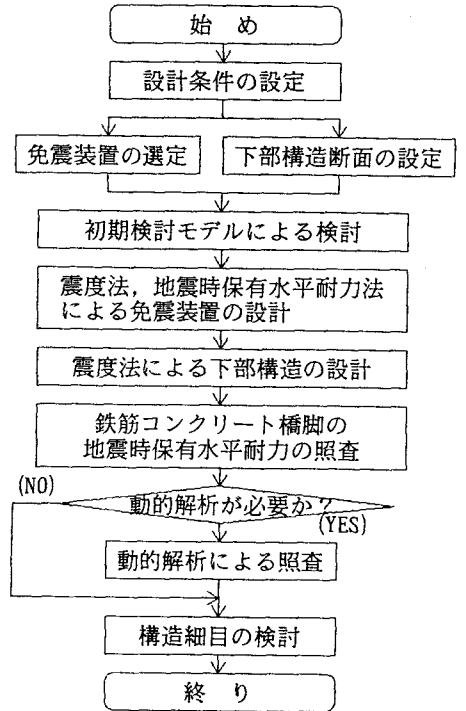 始 め
設計条件の設定
免震装置の選定
下部構造断面の設定
初期検討モデルによる検討
震度法，地震時保有水平耐力法
による免震装置の設計
震度法による下部構造の設計
鉄筋コンクリート橋脚の
地震時保有水平耐力の照査
(NO)
動的解析が必要か？
(YES)
動的解析による照査
構造細目の検討
終 り